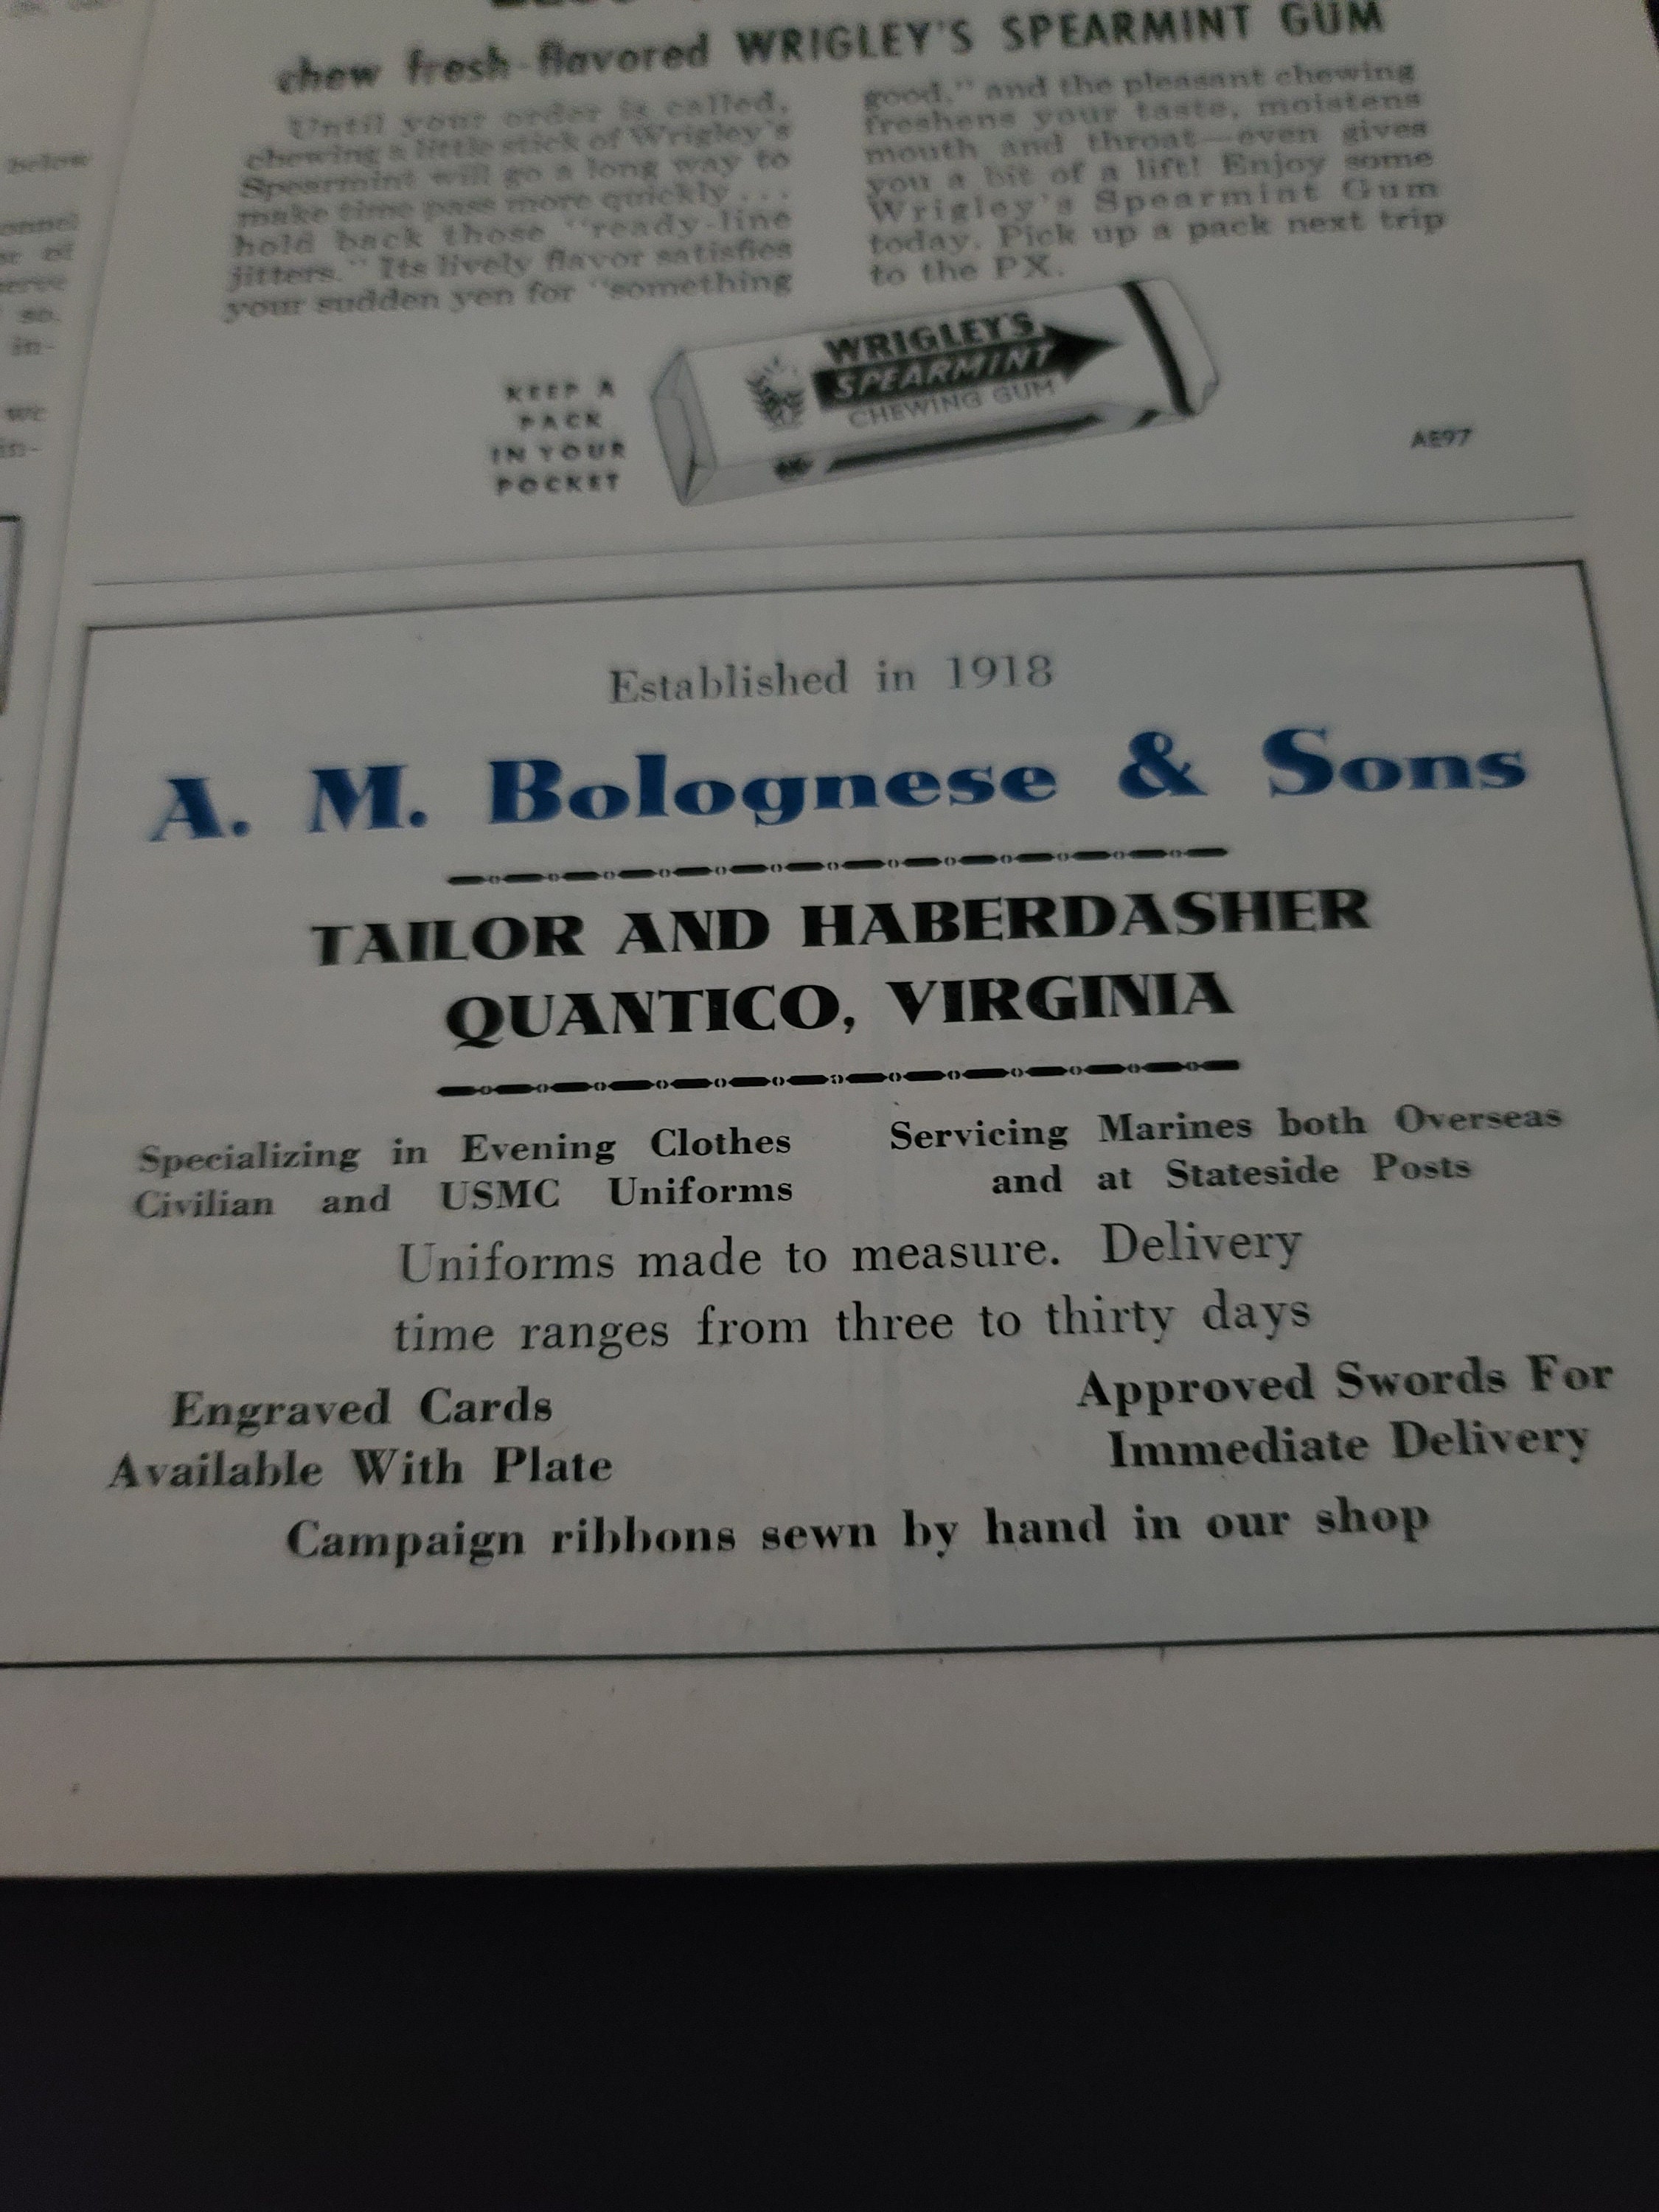 chew fresh-flavored WRIGLEY'S SPEARMINT GUM
Until your order is called,
chewing a little stick of Wrigley's
Spearmint will go a long way to
make time pass more quickly...
hold back those "ready-line
jitters." Its lively flavor satisfies
your sudden yen for "something
good," and the pleasant chewing
freshens your taste, moistens
mouth and throat—even gives
you a bit of a lift! Enjoy some
Wrigley's Spearmint Gum
today. Pick up a pack next trip
to the PX.
KEEP A
PACK
IN YOUR
POCKET
WRIGLEY'S
SPEARMINT
CHEWING GUM
AE97
below
of
so.
in-
we
in-
Established in 1918
A. M. Bolognese & Sons
TAILOR AND HABERDASHER
QUANTICO, VIRGINIA
Specializing in Evening Clothes
Civilian and USMC Uniforms
Servicing Marines both Overseas
and at Stateside Posts
Uniforms made to measure. Delivery
time ranges from three to thirty days
Engraved Cards
Available With Plate
Approved Swords For
Immediate Delivery
Campaign ribbons sewn by hand in our shop